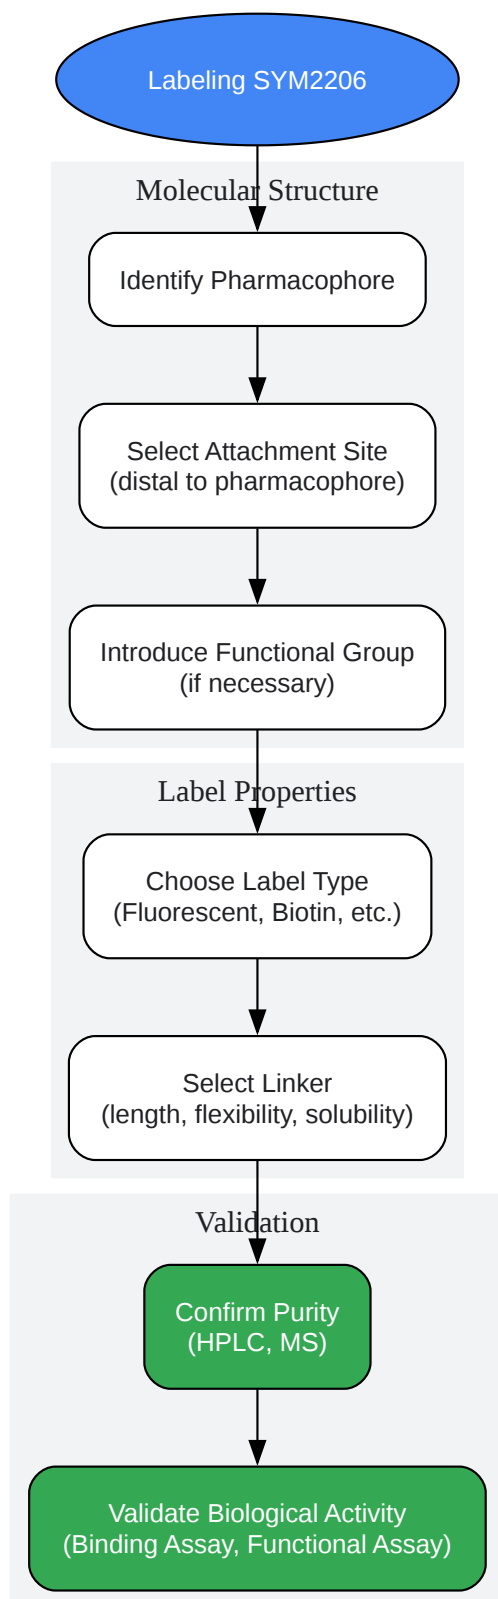 Labeling SYM2206
Molecular Structure
Identify Pharmacophore
Select Attachment Site
(distal to pharmacophore)
Introduce Functional Group
(if necessary)
Label Properties
Choose Label Type
(Fluorescent, Biotin, etc.)
Select Linker
(length, flexibility, solubility)
Validation
Confirm Purity
(HPLC, MS)
Validate Biological Activity
(Binding Assay, Functional Assay)